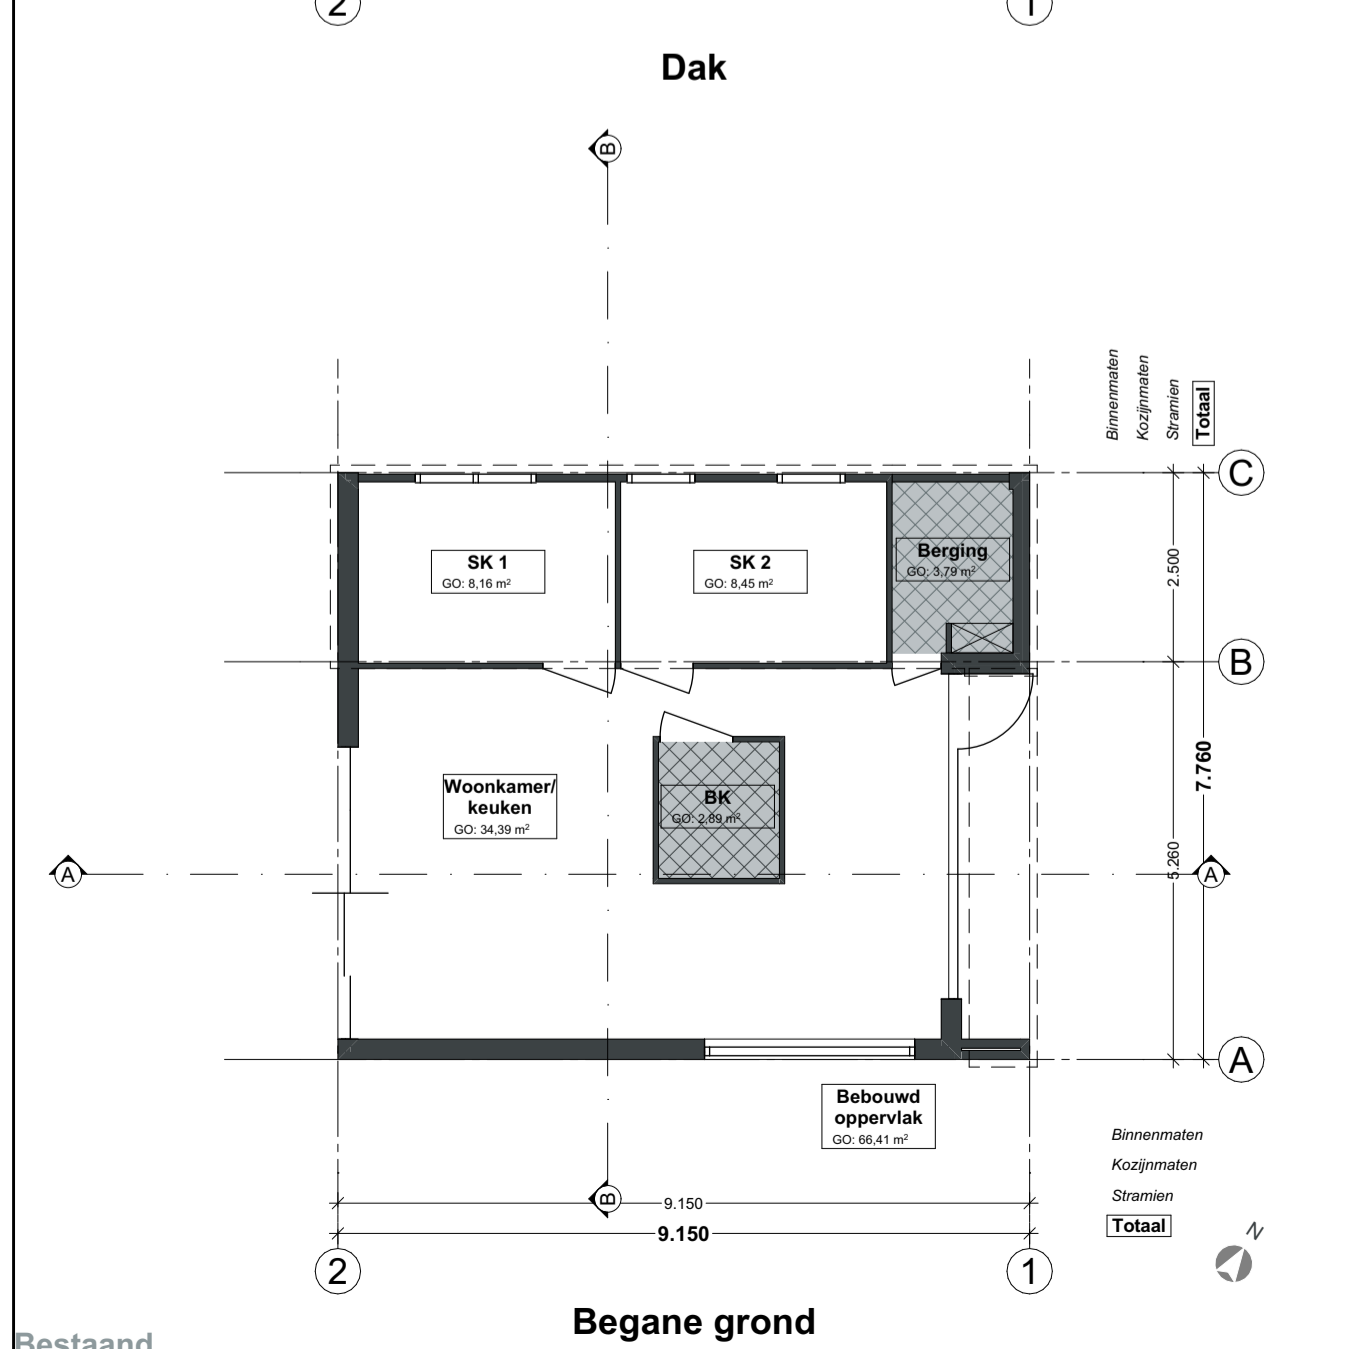 2
1
Dak
B
Binnenmaten
Kozijnmaten
Stramien
Totaal
C
SK 1
GO: 8,16 m²
SK 2
GO: 8,45 m²
Berging
GO: 3,79 m²
2.500
B
7.760
Woonkamer/
keuken
GO: 34,39 m²
BK
GO: 2,89 m²
5.260
A
A
A
Bebouwd
oppervlak
GO: 66,41 m²
Binnenmaten
Kozijnmaten
Stramien
Totaal
B
9.150
9.150
N
2
1
Begane grond
Bestaand